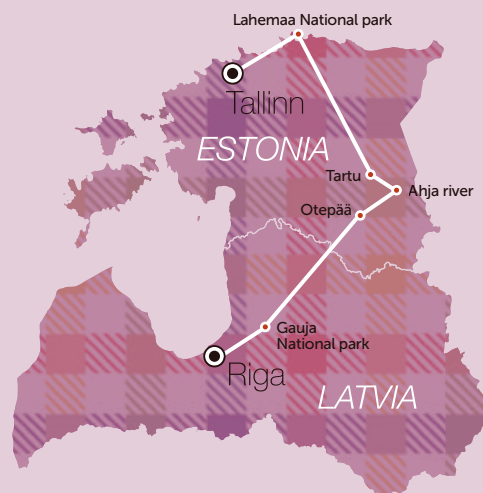 Lahemaa National park
Tallinn
ESTONIA
Tartu
Ahja river
Otepää
Gauja
National park
Riga
LATVIA